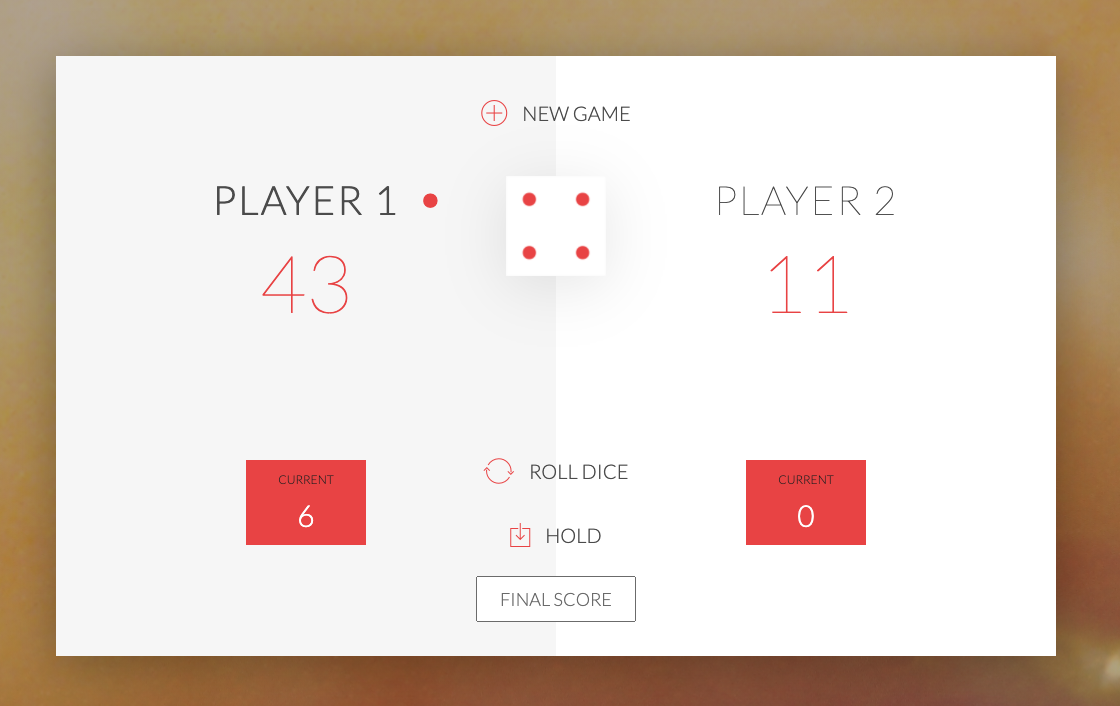 NEW GAME
PLAYER 1
PLAYER 2
43
11
CURRENT
6
ROLL DICE
CURRENT
0
HOLD
FINAL SCORE